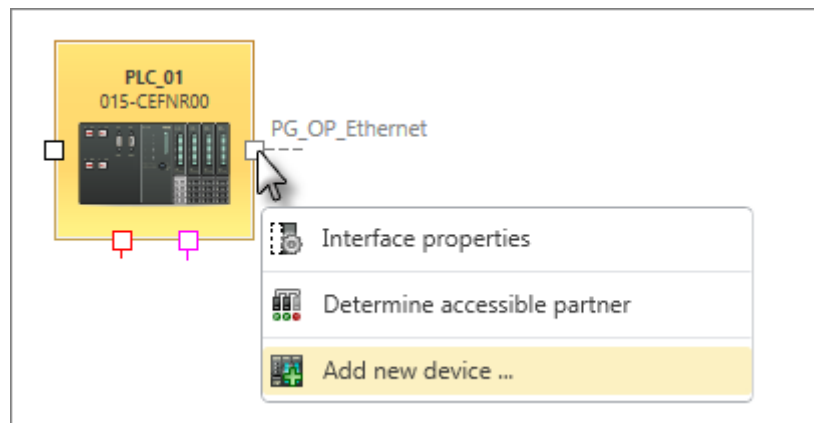 PLC_01
015-CEFNR00
PG_OP_Ethernet
Interface properties
Determine accessible partner
Add new device ...